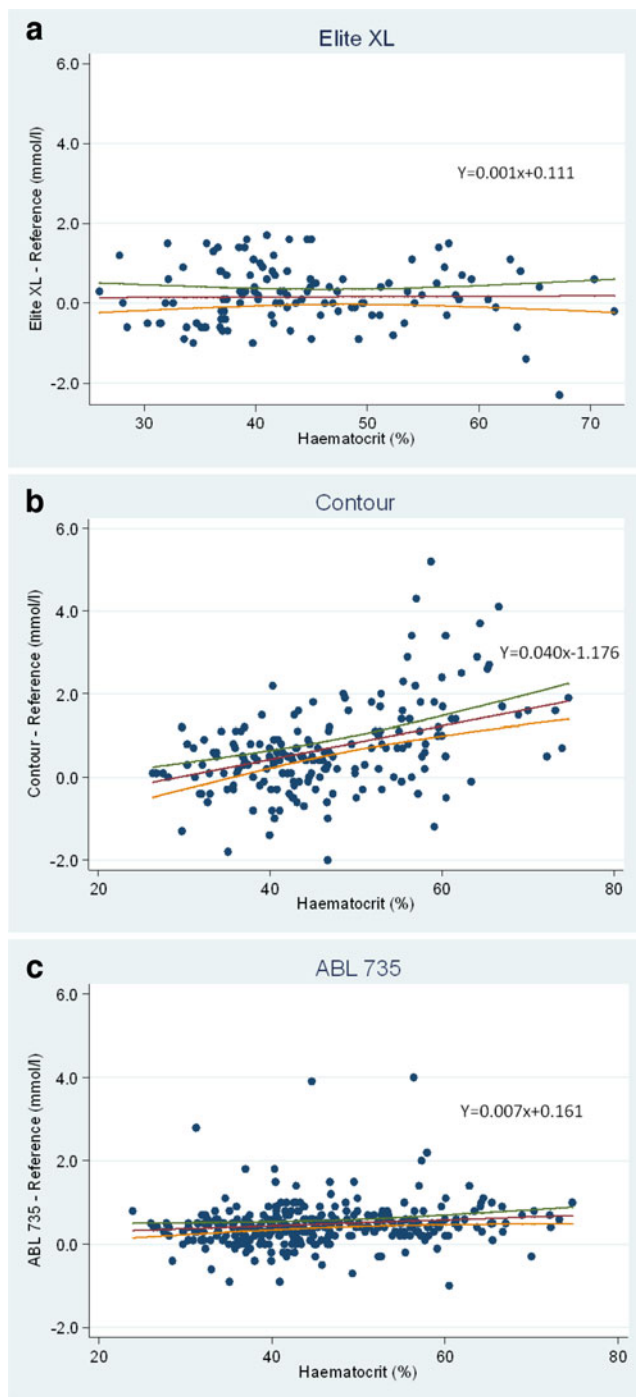 a
Elite XL
Elite XL - Reference (mmol/l)
6.0
4.0
2.0
0.0
-2.0
Y=0.001x+0.111
30 40 50 60 70
Haematocrit (%)
b
Contour
Contour - Reference (mmol/l)
6.0
4.0
2.0
0.0
-2.0
Y=0.040x-1.176
20 40 60 80
Haematocrit (%)
c
ABL 735
ABL 735 - Reference (mmol/l)
6.0
4.0
2.0
0.0
-2.0
Y=0.007x+0.161
20 40 60 80
Haematocrit (%)